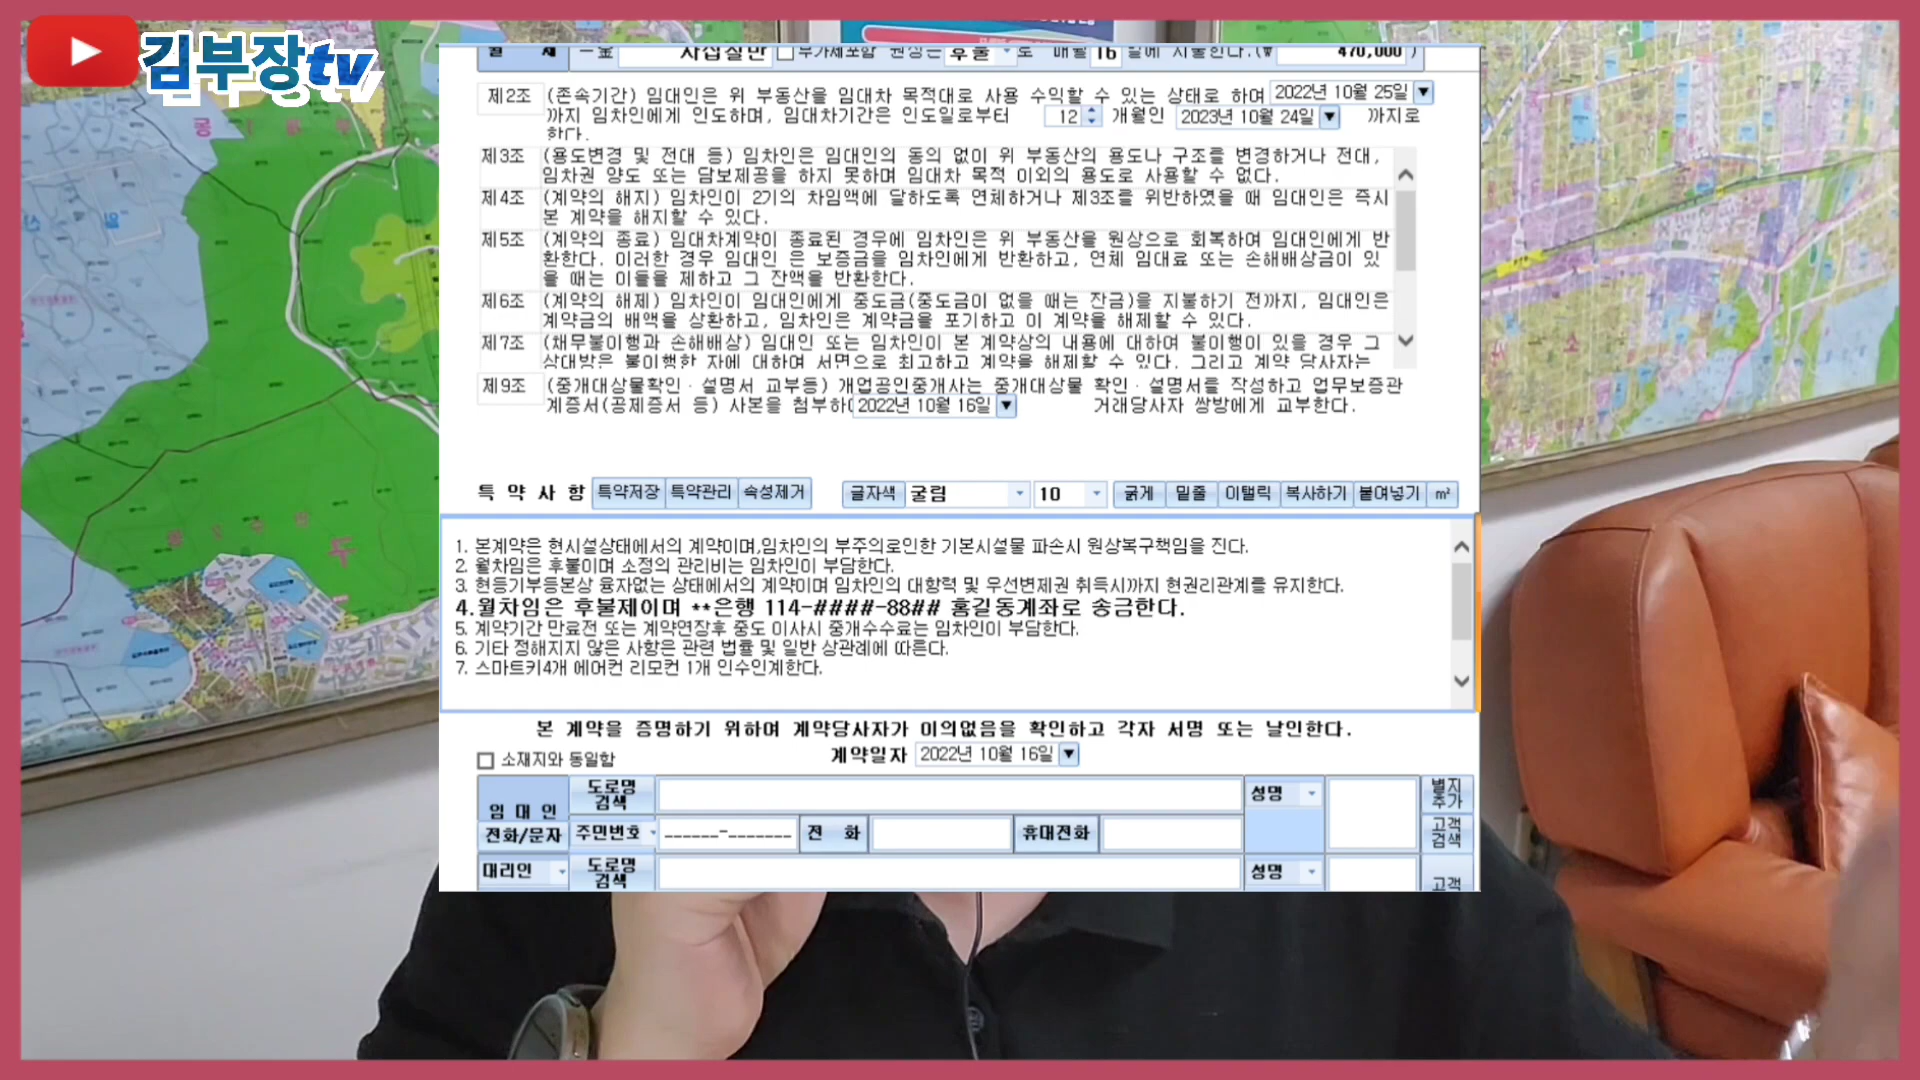 김부장tv
월 세 一金 사십칠만 부가세포함 원정은 후불 로 매월 16 일에 지불한다.(₩ 470,000 )
제2조 (존속기간) 임대인은 위 부동산을 임대차 목적대로 사용 수익할 수 있는 상태로 하여 2022년 10월 25일
까지 임차인에게 인도하며, 임대차기간은 인도일로부터 12 개월인 2023년 10월 24일 까지로
한다.
제3조 (용도변경 및 전대 등) 임차인은 임대인의 동의 없이 위 부동산의 용도나 구조를 변경하거나 전대,
임차권 양도 또는 담보제공을 하지 못하며 임대차 목적 이외의 용도로 사용할 수 없다.
제4조 (계약의 해지) 임차인이 2기의 차임액에 달하도록 연체하거나 제3조를 위반하였을 때 임대인은 즉시
본 계약을 해지할 수 있다.
제5조 (계약의 종료) 임대차계약이 종료된 경우에 임차인은 위 부동산을 원상으로 회복하여 임대인에게 반
환한다. 이러한 경우 임대인 은 보증금을 임차인에게 반환하고, 연체 임대료 또는 손해배상금이 있
을 때는 이들을 제하고 그 잔액을 반환한다.
제6조 (계약의 해제) 임차인이 임대인에게 중도금(중도금이 없을 때는 잔금)을 지불하기 전까지, 임대인은
계약금의 배액을 상환하고, 임차인은 계약금을 포기하고 이 계약을 해제할 수 있다.
제7조 (채무불이행과 손해배상) 임대인 또는 임차인이 본 계약상의 내용에 대하여 불이행이 있을 경우 그
상대방은 불이행한 자에 대하여 서면으로 최고하고 계약을 해제할 수 있다. 그리고 계약 당사자는
제9조 (중개대상물확인·설명서 교부등) 개업공인중개사는 중개대상물 확인·설명서를 작성하고 업무보증관
계증서(공제증서 등) 사본을 첨부하여 2022년 10월 16일 거래당사자 쌍방에게 교부한다.
특 약 사 항 특약저장 특약관리 속성제거 글자색 굴림 10 굵게 밑줄 이탤릭 복사하기 붙여넣기 m²
1. 본계약은 현시설상태에서의 계약이며,임차인의 부주의로인한 기본시설물 파손시 원상복구책임을 진다.
2. 월차임은 후불이며 소정의 관리비는 임차인이 부담한다.
3. 현등기부등본상 융자없는 상태에서의 계약이며 임차인의 대항력 및 우선변제권 취득시까지 현권리관계를 유지한다.
4.월차임은 후불제이며 **은행 114-####-88## 홍길동계좌로 송금한다.
5. 계약기간 만료전 또는 계약연장후 중도 이사시 중개수수료는 임차인이 부담한다.
6. 기타 정해지지 않은 사항은 관련 법률 및 일반 상관례에 따른다.
7. 스마트키4개 에어컨 리모컨 1개 인수인계한다.
본 계약을 증명하기 위하여 계약당사자가 이의없음을 확인하고 각자 서명 또는 날인한다.
소재지와 동일함 계약일자 2022년 10월 16일
임 대 인 도로명 검색 성명 별지 추가
전화/문자 주민번호 ______-_______ 전 화 휴대전화 고객 검색
대리인 도로명 검색 성명 고객